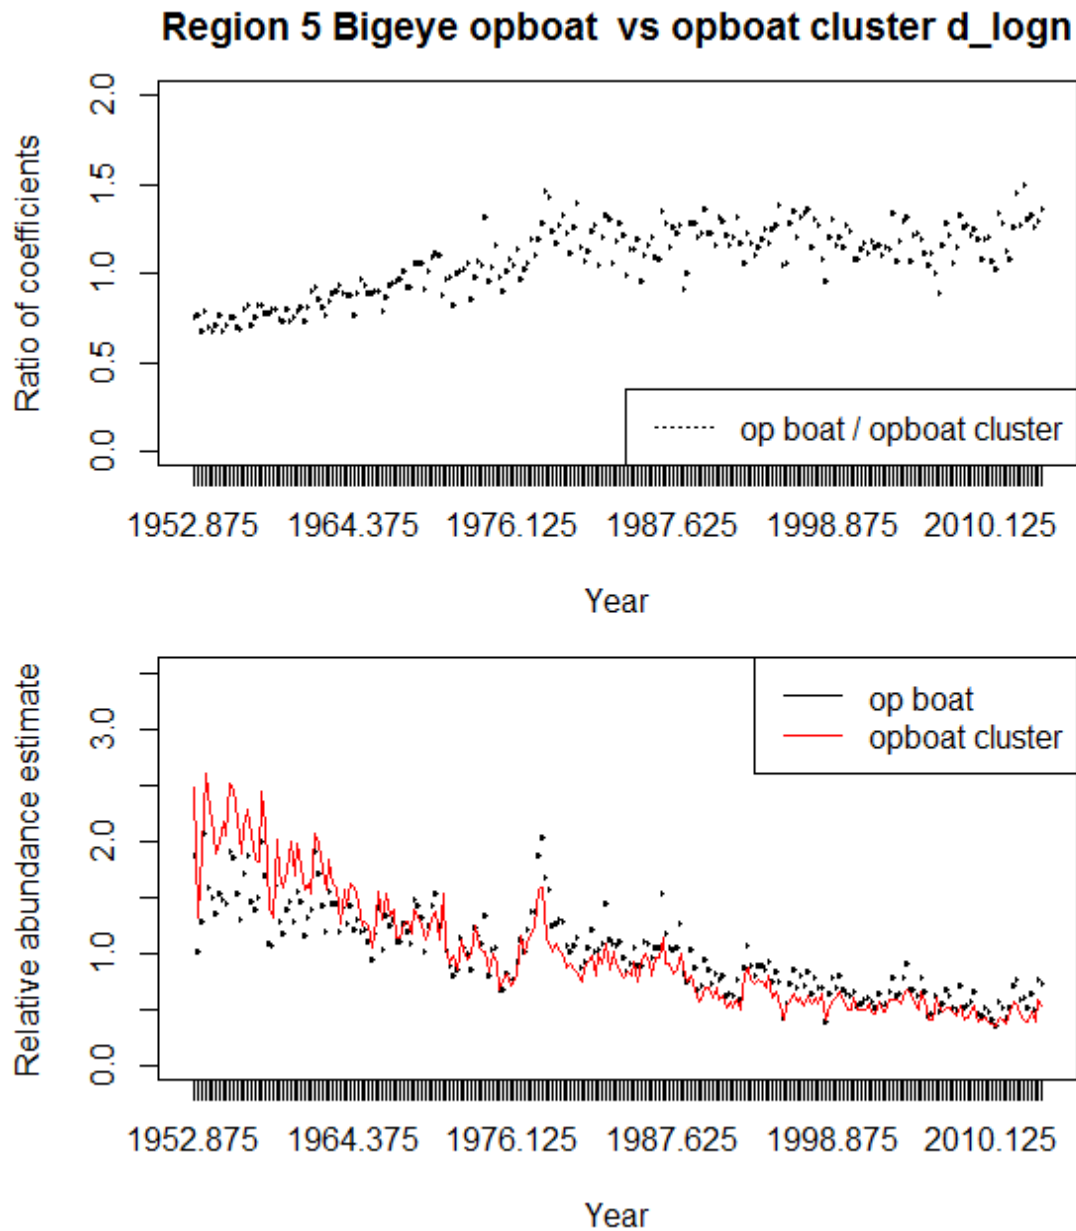 Region 5 Bigeye opboat  vs opboat cluster d_logn
Ratio of coefficients
2.0
1.5
1.0
0.5
0.0
op boat / opboat cluster
1952.875 1964.375 1976.125 1987.625 1998.875 2010.125
Year
Relative abundance estimate
3.0
2.0
1.0
0.0
op boat
opboat cluster
1952.875 1964.375 1976.125 1987.625 1998.875 2010.125
Year